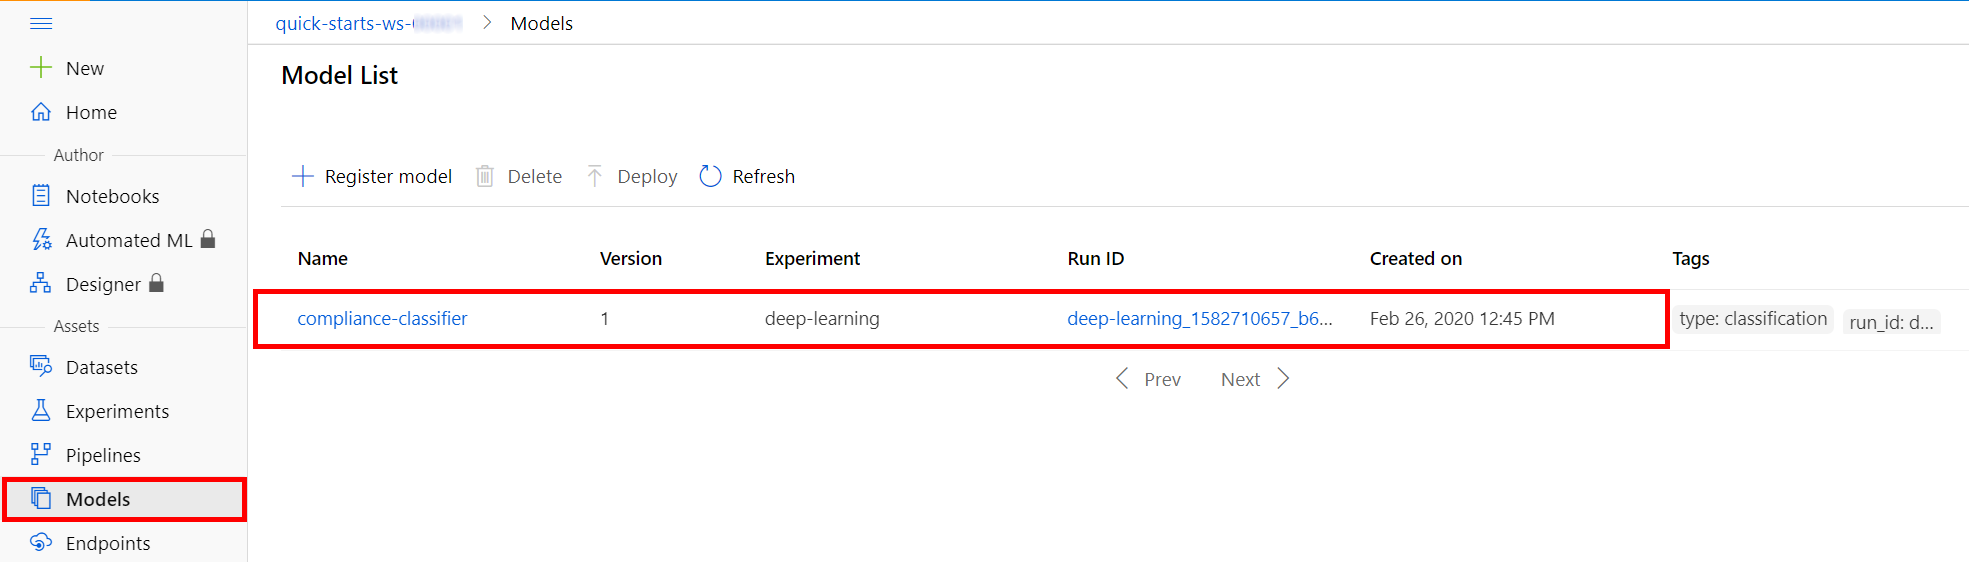 quick-starts-ws- > Models
New
Home
Author
Notebooks
Automated ML
Designer
Assets
Datasets
Experiments
Pipelines
Models
Endpoints
Model List
Register model Delete Deploy Refresh
Name Version Experiment Run ID Created on Tags
compliance-classifier 1 deep-learning deep-learning_1582710657_b6... Feb 26, 2020 12:45 PM type: classification run_id: d...
Prev Next